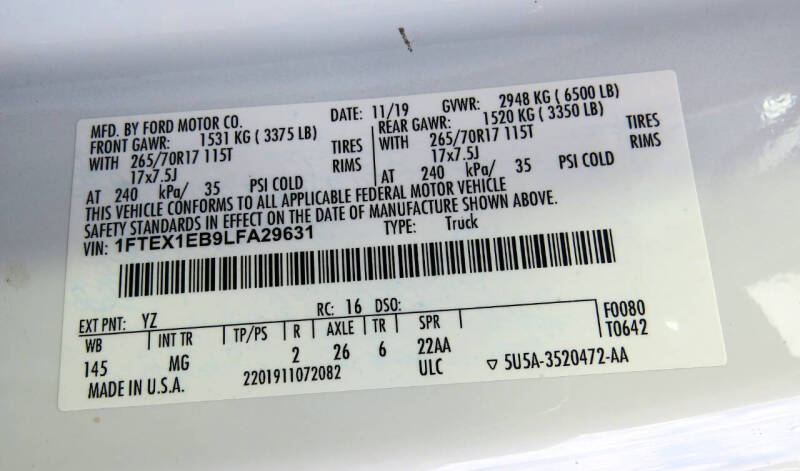 MFD. BY FORD MOTOR CO. DATE: 11/19 GVWR: 2948 KG ( 6500 LB)
FRONT GAWR: 1531 KG ( 3375 LB) REAR GAWR: 1520 KG ( 3350 LB)
WITH 265/70R17 115T TIRES WITH 265/70R17 115T TIRES
17x7.5J RIMS 17x7.5J RIMS
AT 240 kPa/ 35 PSI COLD AT 240 kPa/ 35 PSI COLD
THIS VEHICLE CONFORMS TO ALL APPLICABLE FEDERAL MOTOR VEHICLE
SAFETY STANDARDS IN EFFECT ON THE DATE OF MANUFACTURE SHOWN ABOVE.
VIN: 1FTEX1EB9LFA29631 TYPE: Truck
EXT PNT: YZ RC: 16 DSO: F0080
WB INT TR TP/PS R AXLE TR SPR T0642
145 MG 2 26 6 22AA
MADE IN U.S.A. 2201911072082 ULC ▽ 5U5A-3520472-AA